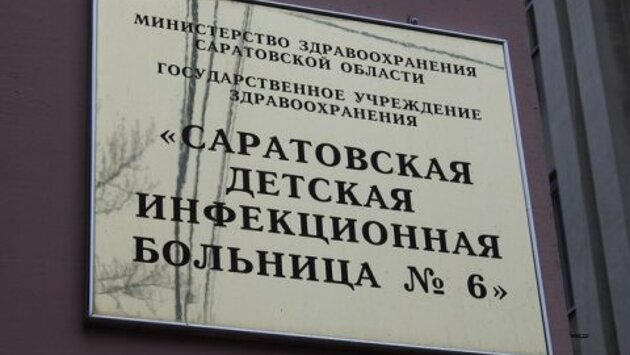 МИНИСТЕРСТВО ЗДРАВООХРАНЕНИЯ
САРАТОВСКОЙ ОБЛАСТИ
ГОСУДАРСТВЕННОЕ УЧРЕЖДЕНИЕ
ЗДРАВООХРАНЕНИЯ
«САРАТОВСКАЯ
ДЕТСКАЯ
ИНФЕКЦИОННАЯ
БОЛЬНИЦА № 6»